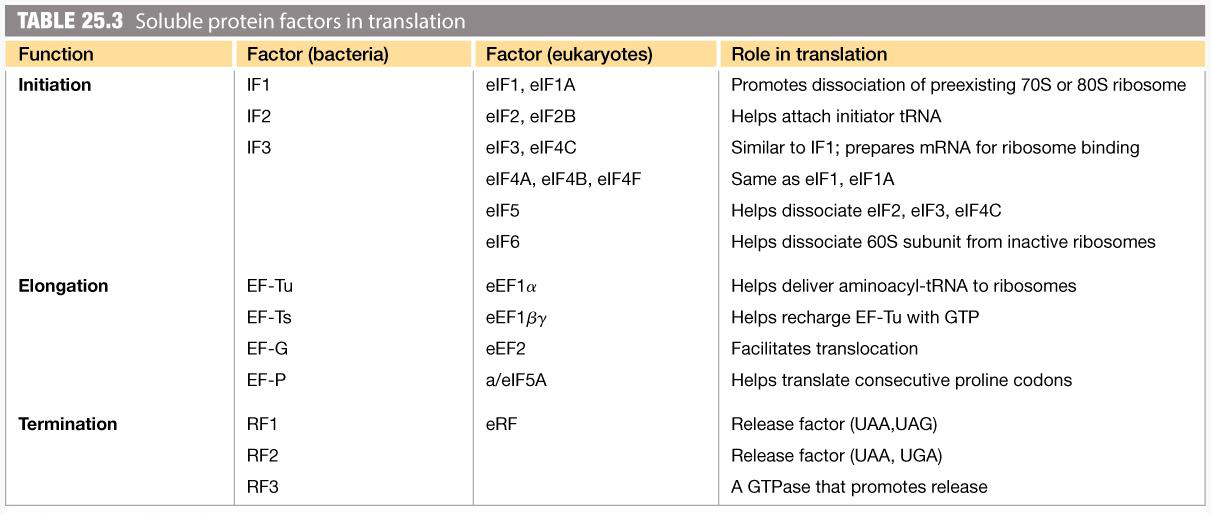 TABLE 25.3 Soluble protein factors in translation
Function Factor (bacteria) Factor (eukaryotes) Role in translation
Initiation IF1 eIF1, eIF1A Promotes dissociation of preexisting 70S or 80S ribosome
IF2 eIF2, eIF2B Helps attach initiator tRNA
IF3 eIF3, eIF4C Similar to IF1; prepares mRNA for ribosome binding
eIF4A, eIF4B, eIF4F Same as eIF1, eIF1A
eIF5 Helps dissociate eIF2, eIF3, eIF4C
eIF6 Helps dissociate 60S subunit from inactive ribosomes
Elongation EF-Tu eEF1α Helps deliver aminoacyl-tRNA to ribosomes
EF-Ts eEF1βγ Helps recharge EF-Tu with GTP
EF-G eEF2 Facilitates translocation
EF-P a/eIF5A Helps translate consecutive proline codons
Termination RF1 eRF Release factor (UAA,UAG)
RF2 Release factor (UAA, UGA)
RF3 A GTPase that promotes release